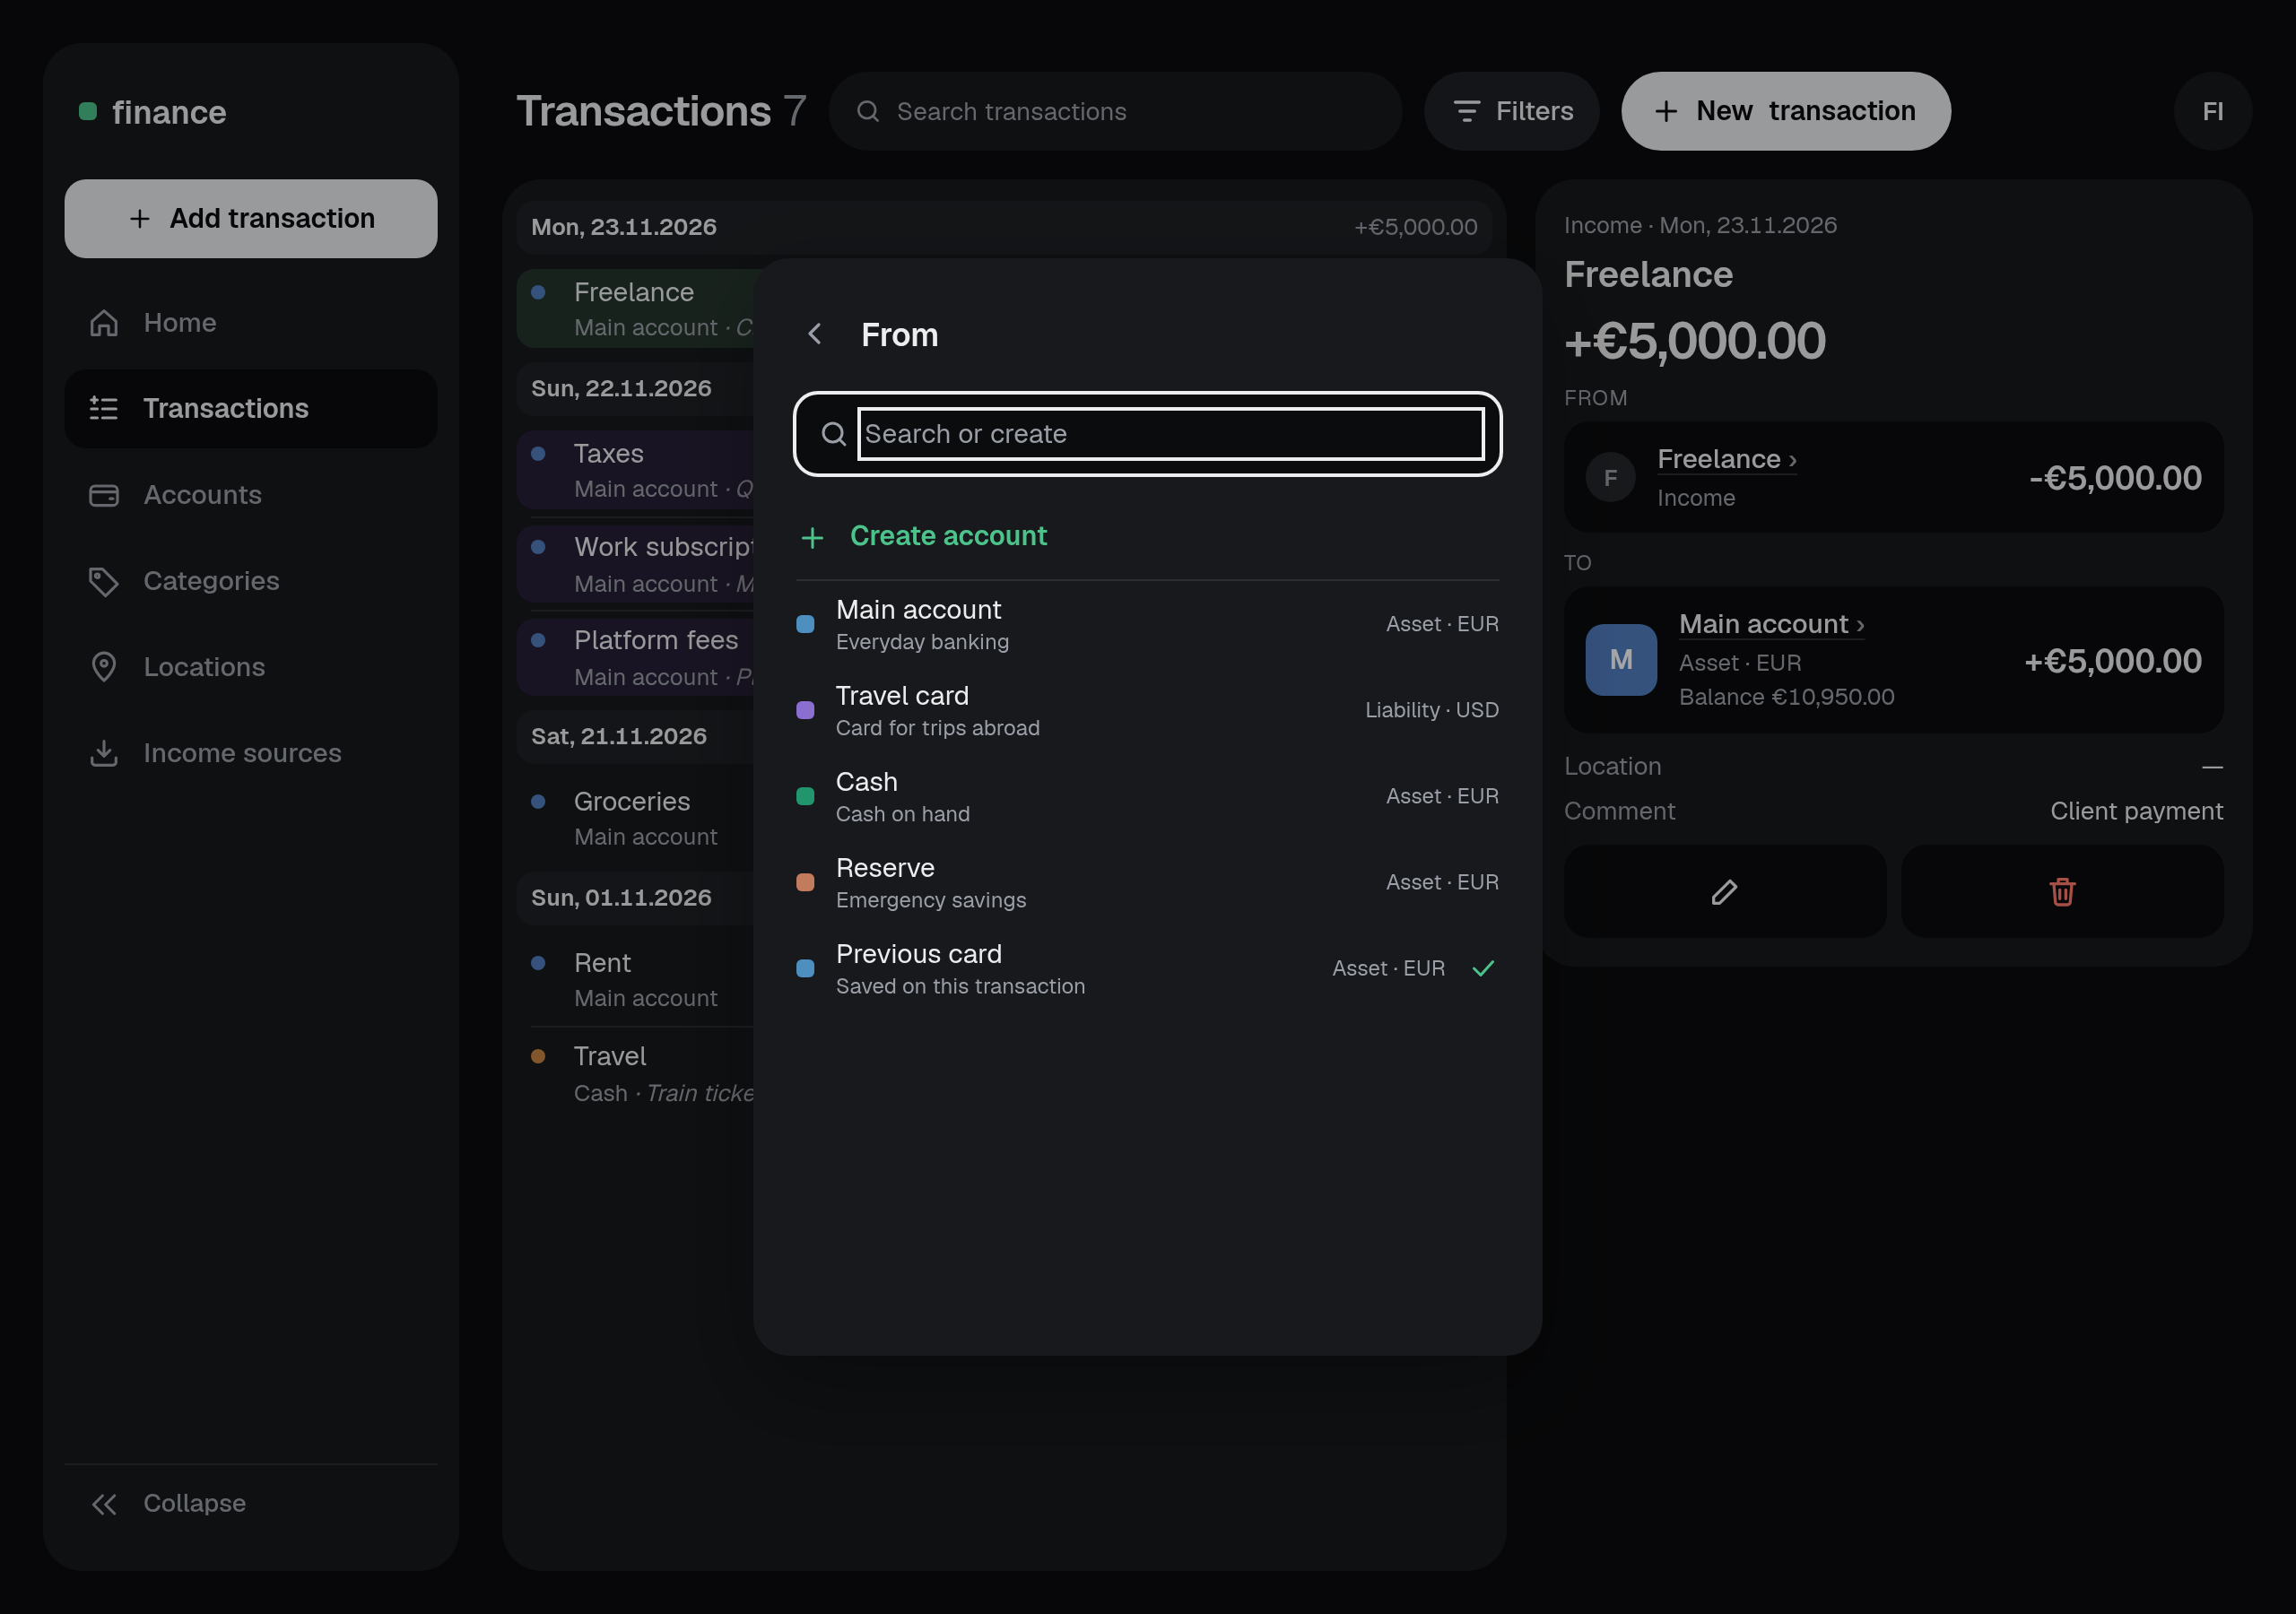 finance
Add transaction
Home
Transactions
Accounts
Categories
Locations
Income sources
Collapse
Transactions 7
Search transactions
Filters
New transaction
FI
Mon, 23.11.2026 +€5,000.00
Freelance
Main account ·
Sun, 22.11.2026
Taxes
Main account ·
Work
Main account ·
Platform fees
Main account ·
Sat, 21.11.2026
Groceries
Main account
Sun, 01.11.2026
Rent
Main account
Travel
Cash · Train
From
Search or create
Create account
Main account
Everyday banking
Asset · EUR
Travel card
Card for trips abroad
Liability · USD
Cash
Cash on hand
Asset · EUR
Reserve
Emergency savings
Asset · EUR
Previous card
Saved on this transaction
Asset · EUR
Income · Mon, 23.11.2026
Freelance
+€5,000.00
FROM
F
Freelance ›
Income
-€5,000.00
TO
M
Main account ›
Asset · EUR
Balance €10,950.00
+€5,000.00
Location —
Comment Client payment